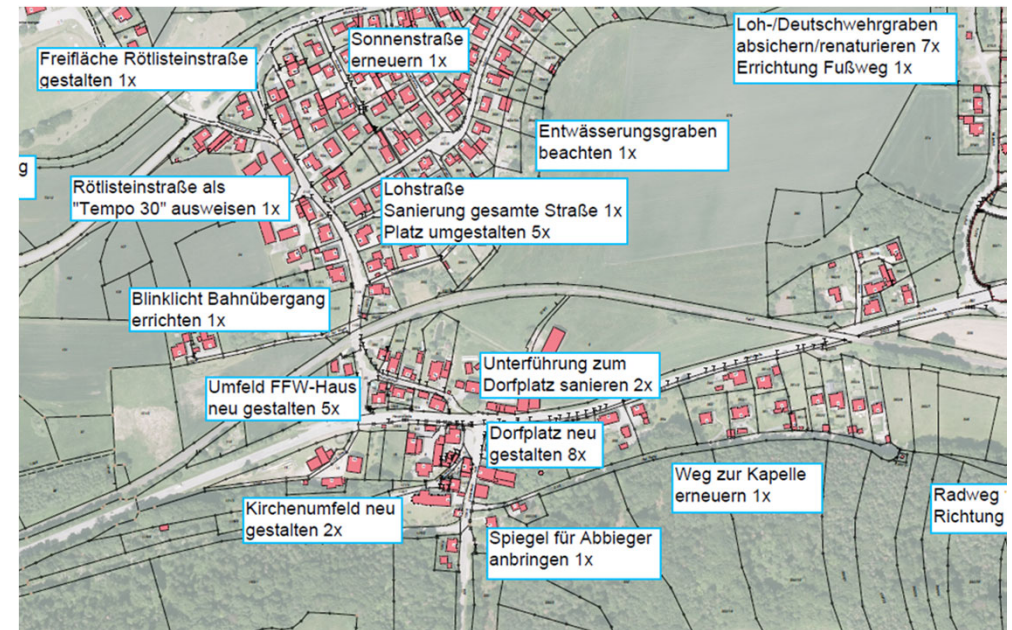 Loh-/Deutschwehrgraben
absichern/renaturieren 7x
Errichtung Fußweg 1x
Sonnenstraße
erneuern 1x
Freifläche Rötlisteinstraße
gestalten 1x
Entwässerungsgraben
beachten 1x
g
Rötlisteinstraße als
"Tempo 30" ausweisen 1x
Lohstraße
Sanierung gesamte Straße 1x
Platz umgestalten 5x
Blinklicht Bahnübergang
errichten 1x
Unterführung zum
Dorfplatz sanieren 2x
Umfeld FFW-Haus
neu gestalten 5x
Dorfplatz neu
gestalten 8x
Weg zur Kapelle
erneuern 1x
Radweg
Richtung
Kirchenumfeld neu
gestalten 2x
Spiegel für Abbieger
anbringen 1x